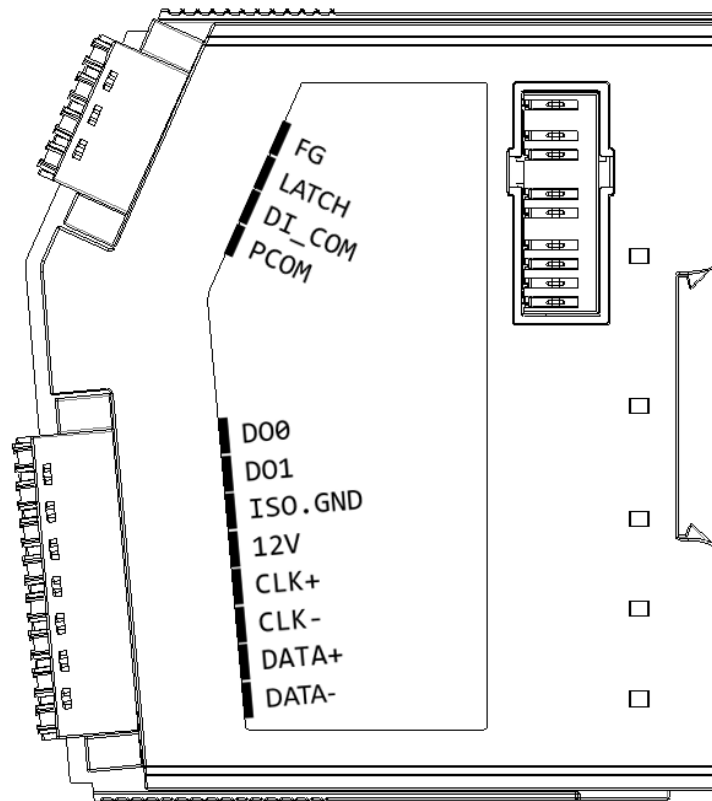 FG
LATCH
DI_COM
PCOM
DO0
DO1
ISO.GND
12V
CLK+
CLK-
DATA+
DATA-